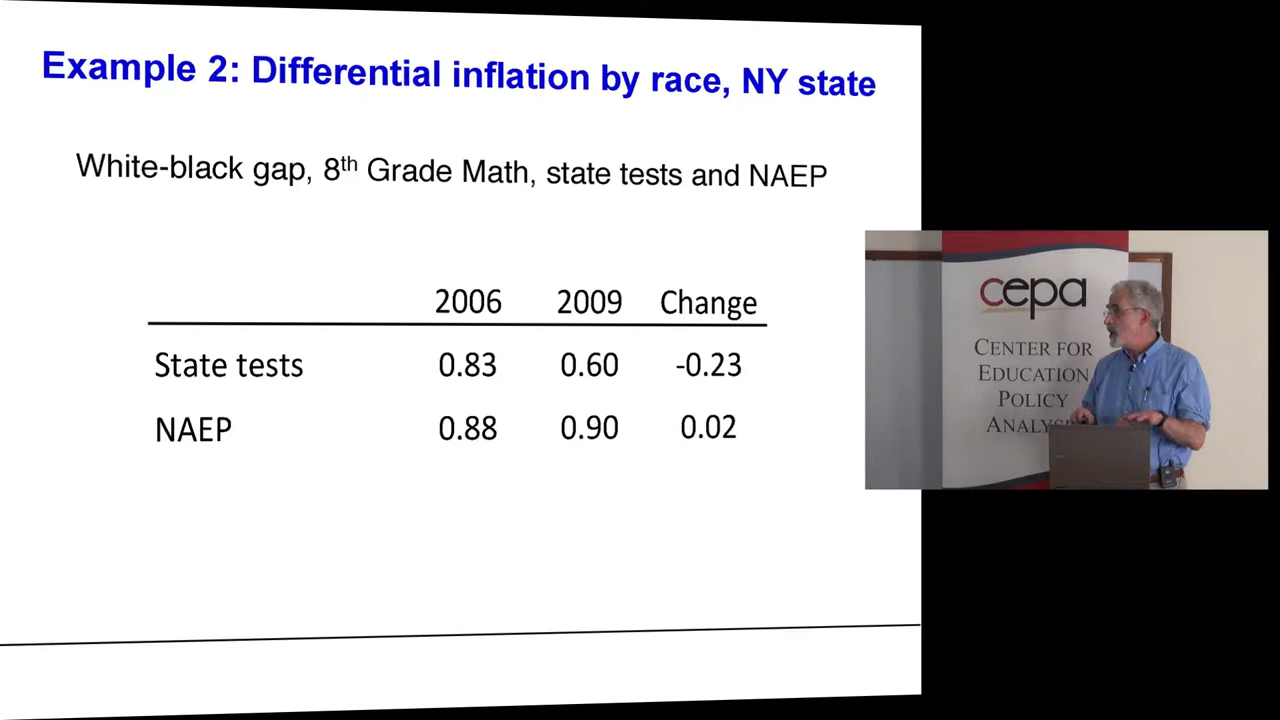 Example 2: Differential inflation by race, NY state
White-black gap, 8th Grade Math, state tests and NAEP
2006 2009 Change
State tests 0.83 0.60 -0.23
NAEP 0.88 0.90 0.02
cepa
CENTER FOR
EDUCATION
POLICY